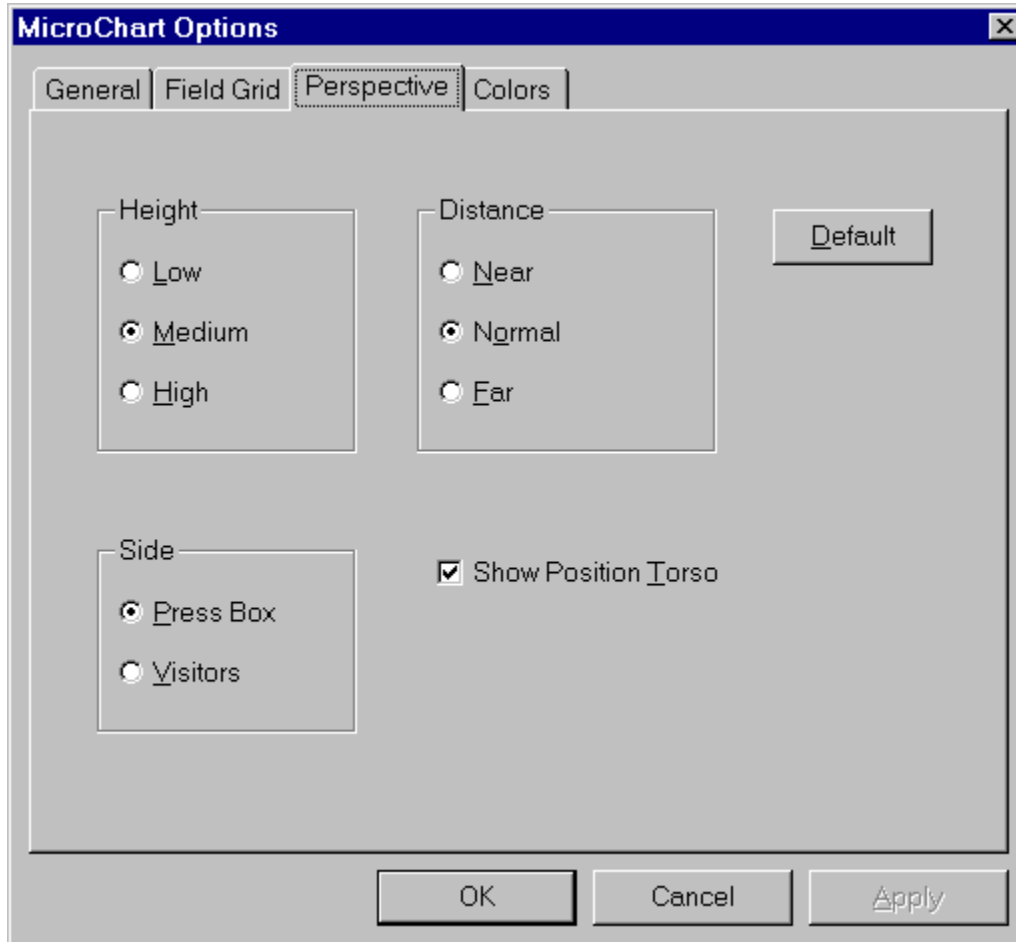 MicroChart Options
General Field Grid Perspective Colors
Height
Low
Medium
High
Distance
Near
Normal
Far
Default
Side
Press Box
Visitors
Show Position Torso
OK Cancel Apply